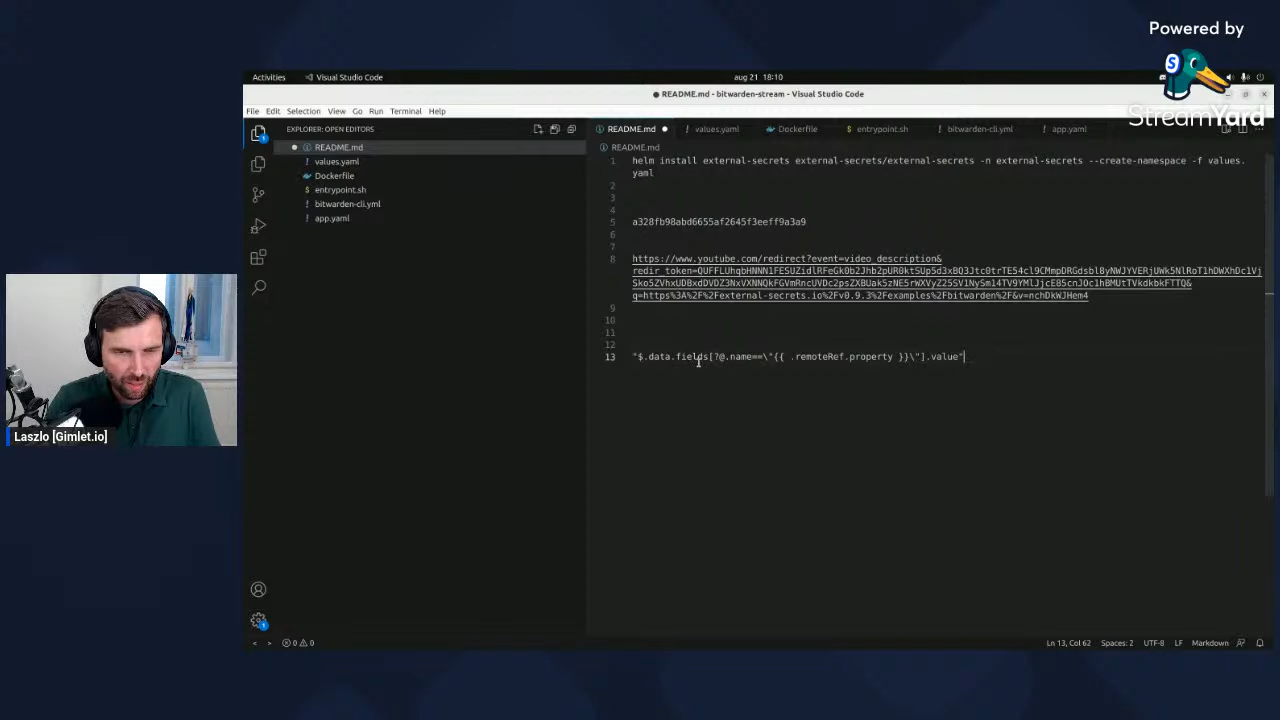 Powered by
StreamYard
Activities
Visual Studio Code
aug 21 18:10
README.md - bitwarden-stream - Visual Studio Code
File Edit Selection View Go Run Terminal Help
EXPLORER: OPEN EDITORS
README.md
values.yaml
Dockerfile
entrypoint.sh
bitwarden-cli.yml
app.yaml
README.md
values.yaml
Dockerfile
entrypoint.sh
bitwarden-cli.yml
app.yaml
README.md
1 helm install external-secrets external-secrets/external-secrets -n external-secrets --create-namespace -f values.
yaml
2
3
4
5 a328fb98abd6655af2645f3eeff9a3a9
6
7
8 https://www.youtube.com/redirect?event=video_description&
q=https%3A%2F%2Fexternal-secrets.io%2Fv0.9.3%2Fexamples%2Fbitwarden%2F&v=nchDkWJHem4
9
10
11
12
13 "$.data.fields[?@.name==\"{{ .remoteRef.property }}\"].value"
Laszlo [Gimlet.io]
0 0
Ln 13, Col 62 Spaces: 2 UTF-8 LF Markdown